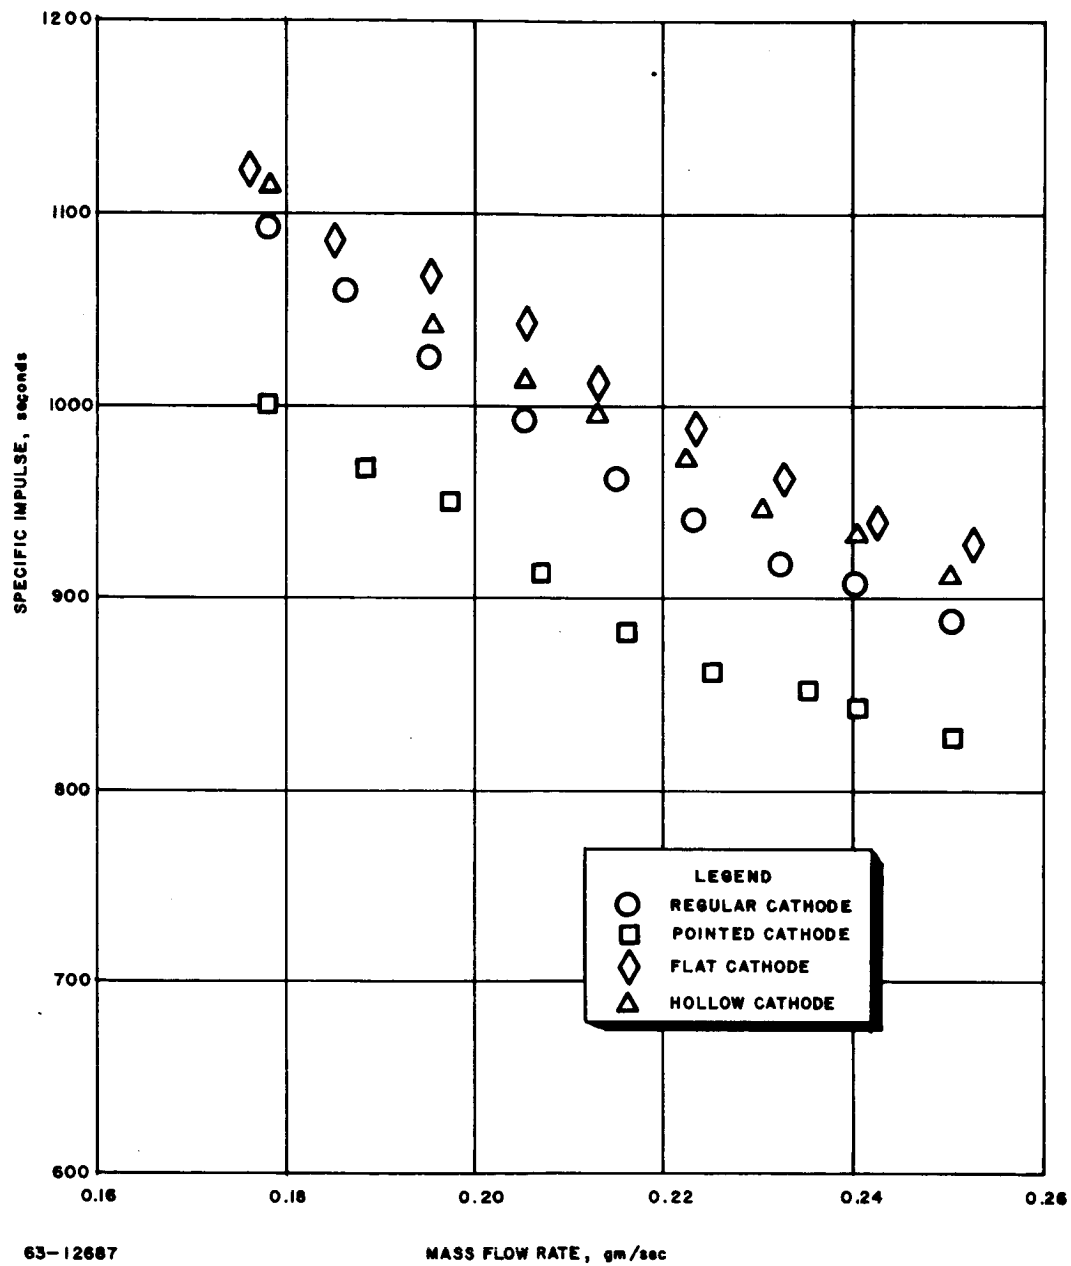 1200
1100
1000
900
800
700
600
SPECIFIC IMPULSE, seconds
LEGEND
REGULAR CATHODE
POINTED CATHODE
FLAT CATHODE
HOLLOW CATHODE
0.16 0.18 0.20 0.22 0.24 0.26
63-12687 MASS FLOW RATE, gm/sec